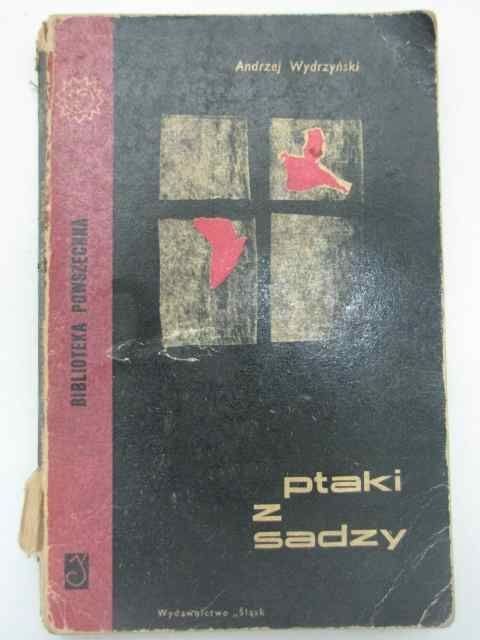 Andrzej Wydrzyński
BIBLIOTEKA POWSZECHNA
ptaki
z
sadzy
Wydawnictwo „Śląsk